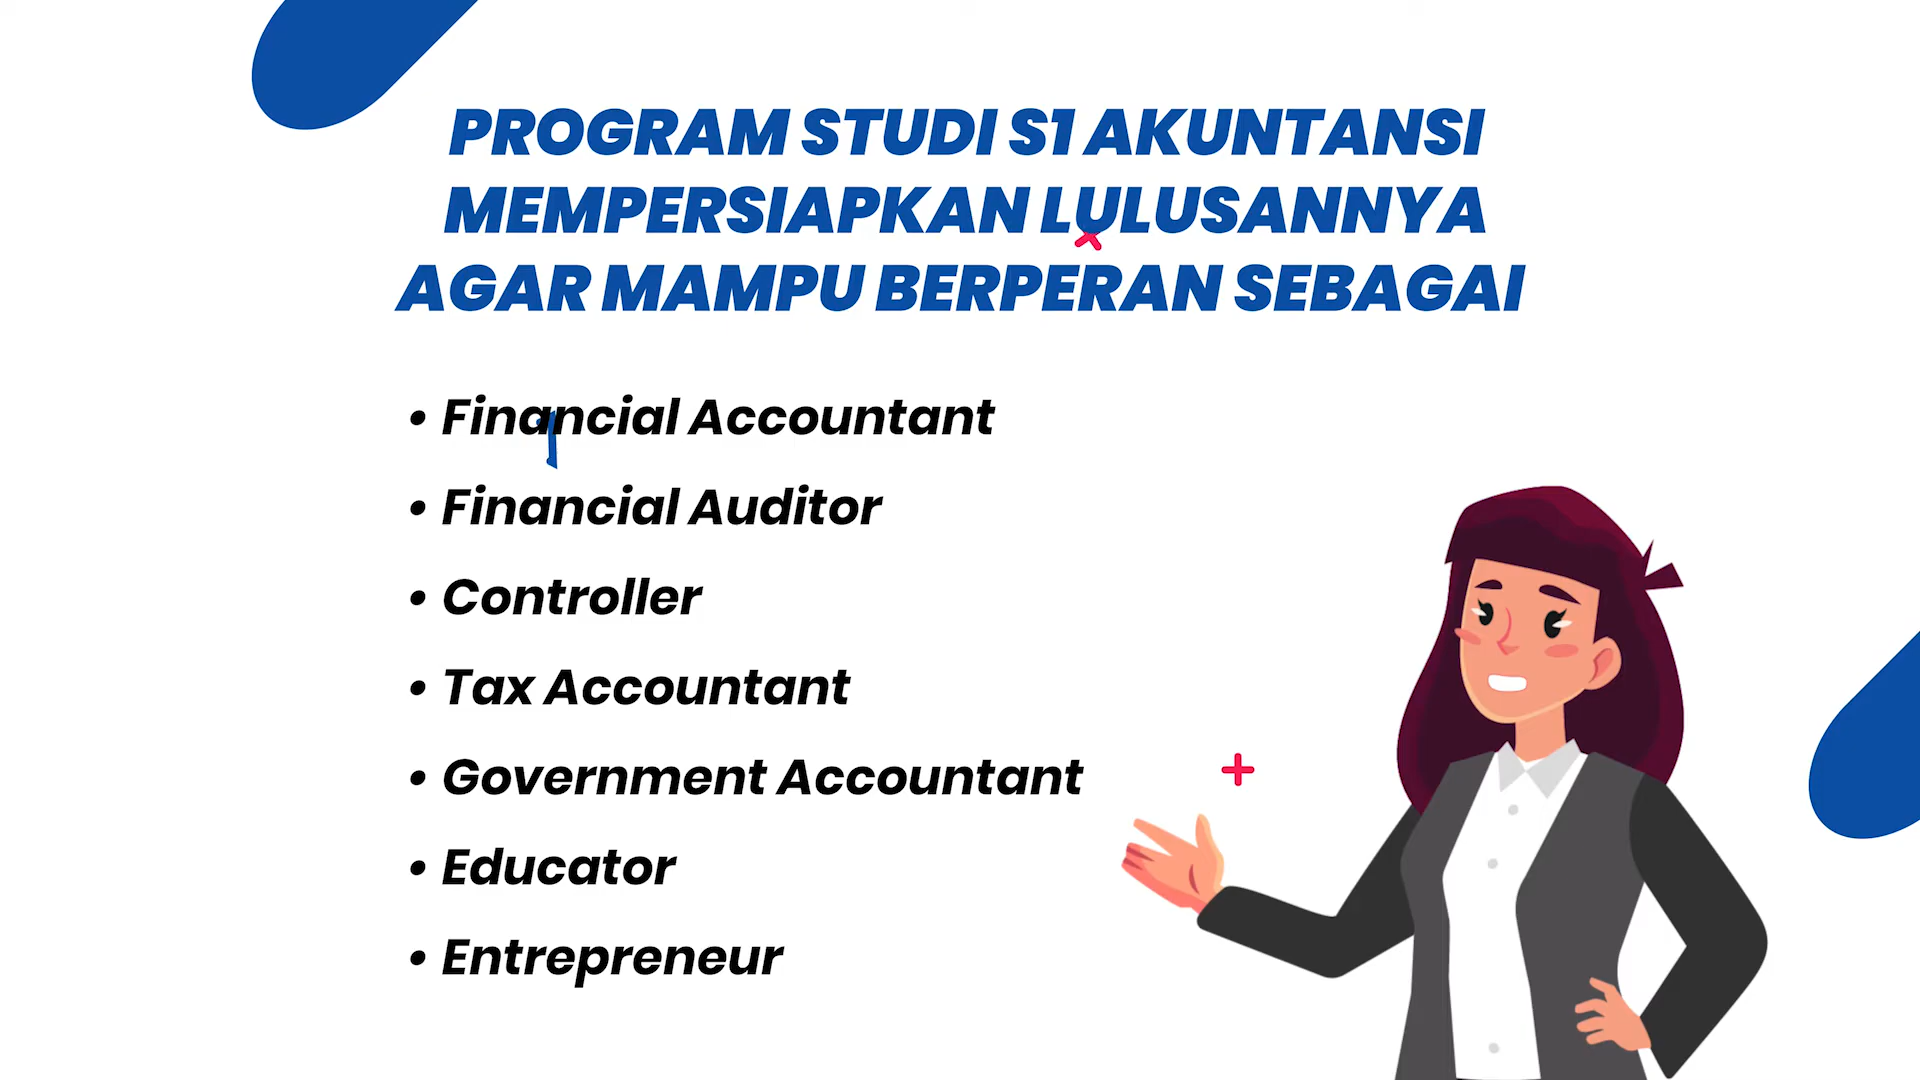 PROGRAM STUDI S1 AKUNTANSI
MEMPERSIAPKAN LULUSANNYA
AGAR MAMPU BERPERAN SEBAGAI
• Financial Accountant
• Financial Auditor
• Controller
• Tax Accountant
• Government Accountant
• Educator
• Entrepreneur